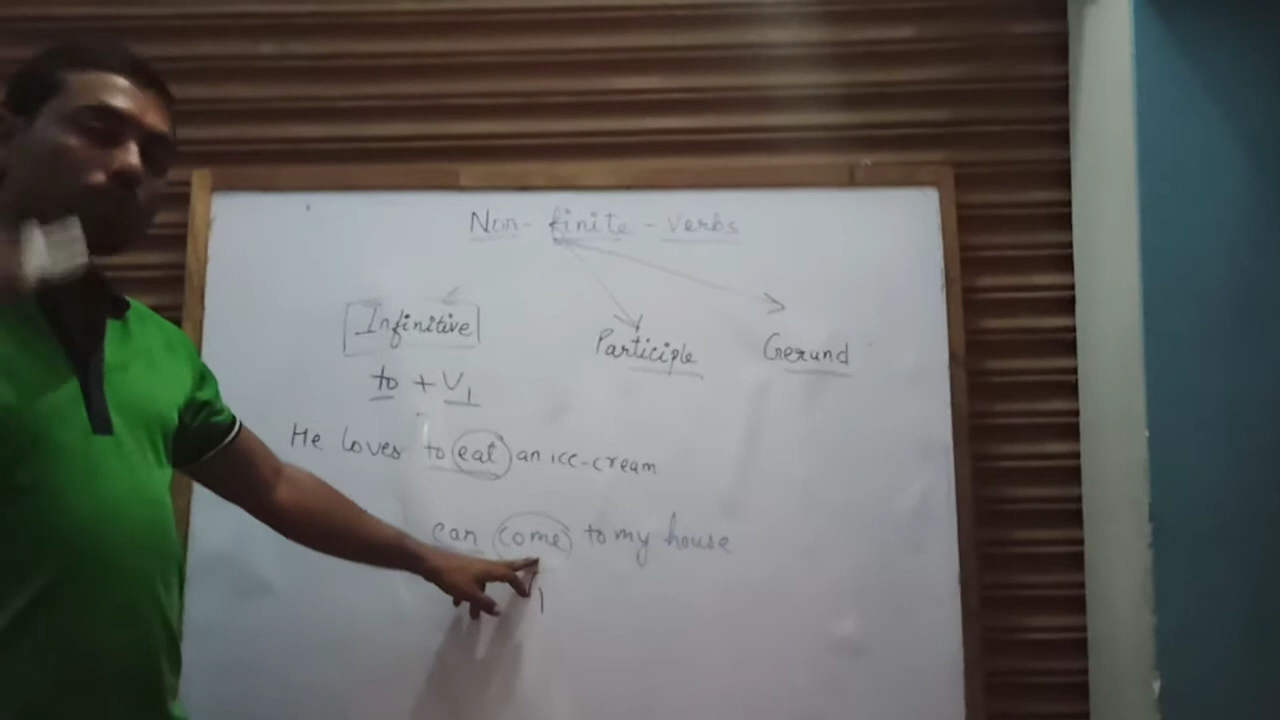 Non-finite-Verbs
Infinitive
Participle
Gerund
to + V1
He loves to eat an ice-cream
can come to my house